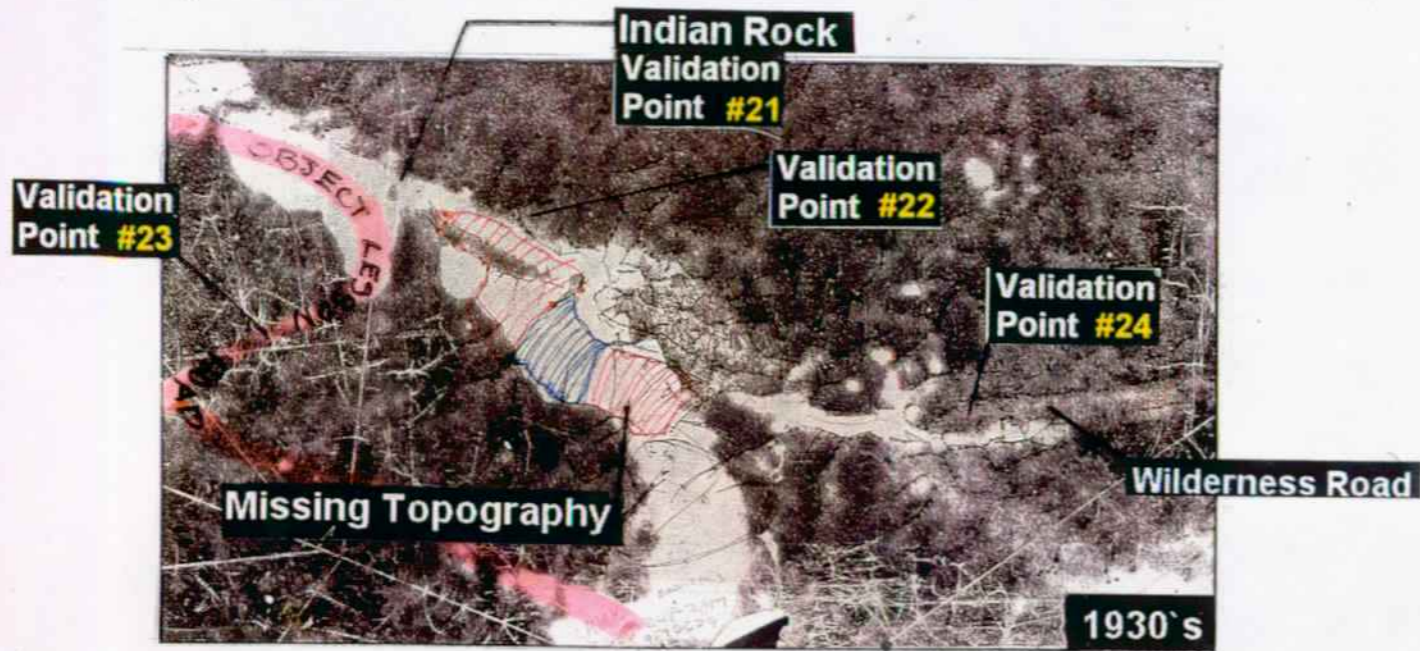 Indian Rock
Validation
Point #21
Validation
Point #22
Validation
Point #23
OBJECT
Validation
Point #24
Wilderness Road
Missing Topography
1930`s